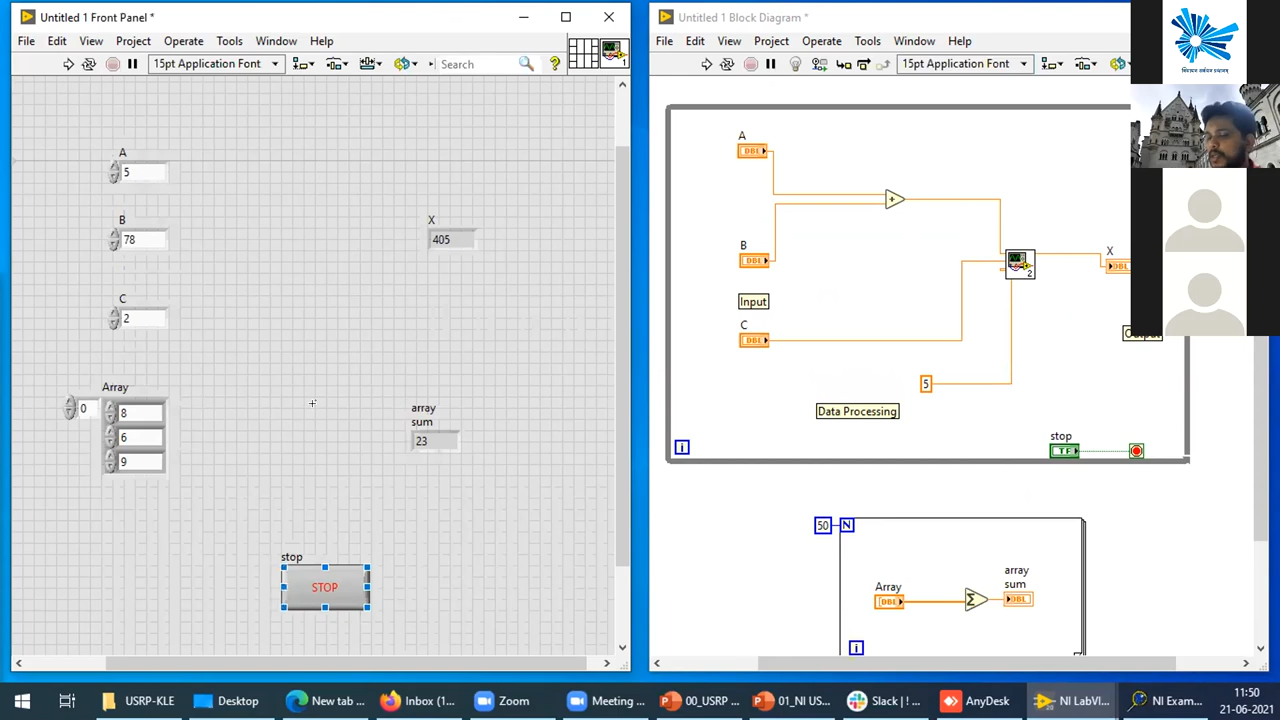 Untitled 1 Front Panel *
File Edit View Project Operate Tools Window Help
15pt Application Font
Search
1
A
5
B
78
X
405
C
2
Array
0
8
6
9
array
sum
23
stop
STOP
Untitled 1 Block Diagram *
File Edit View Project Operate Tools Window Help
15pt Application Font
A
DBL
B
DBL
X
DBL
2
Input
C
DBL
5
Data Processing
stop
TF
i
50
N
array
sum
Array
DBL
DBL
i
USRP-KLE
Desktop
New tab ...
Inbox (1...
Zoom
Meeting ...
00_USRP ...
01_NI US...
Slack | ! ...
AnyDesk
NI LabVI...
NI Exam...
11:50
21-06-2021